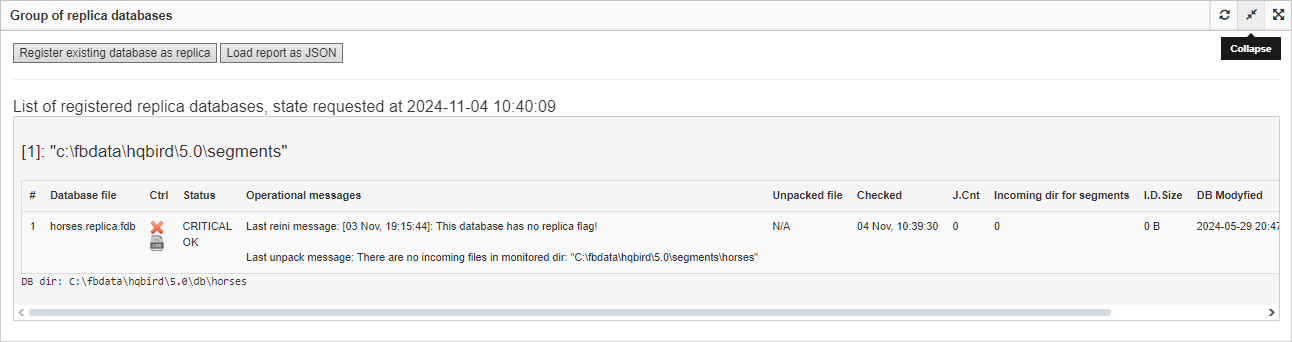 Group of replica databases
Collapse
Register existing database as replica Load report as JSON
List of registered replica databases, state requested at 2024-11-04 10:40:09
[1]: "c:\fbdata\hqbird\5.0\segments"
# Database file Ctrl Status Operational messages Unpacked file Checked J.Cnt Incoming dir for segments I.D.Size DB Modyfied
1 horses.replica.fdb CRITICAL Last reini message: [03 Nov, 19:15:44]: This database has no replica flag! N/A 04 Nov, 10:39:30 0 0 0 B 2024-05-29 20:47
LOG OK
Last unpack message: There are no incoming files in monitored dir: "C:\fbdata\hqbird\5.0\segments\horses"
DB dir: C:\fbdata\hqbird\5.0\db\horses